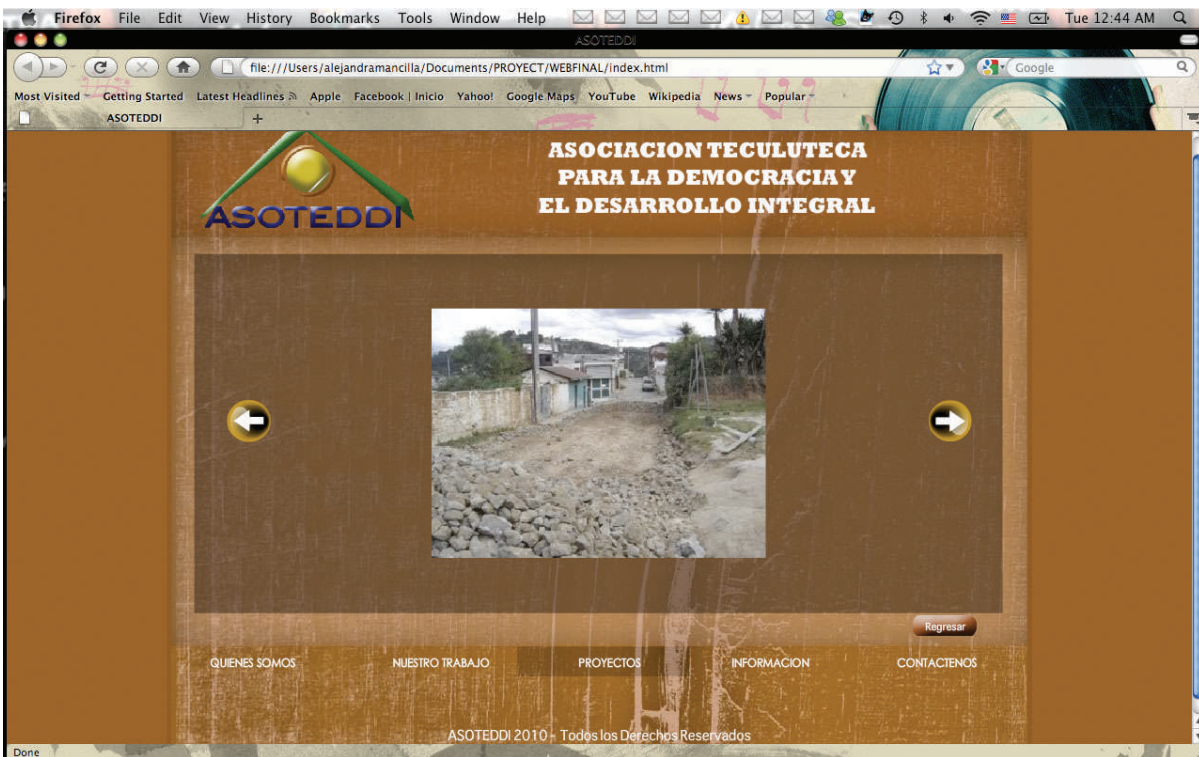 Firefox File Edit View History Bookmarks Tools Window Help Tue 12:44 AM
ASOTEDDI
file:///Users/alejandramancilla/Documents/PROYECT/WEBFINAL/index.html Google
Most Visited Getting Started Latest Headlines Apple Facebook | Inicio Yahoo! Google Maps YouTube Wikipedia News Popular
ASOTEDDI +
ASOTEDDI
ASOCIACION TECULUTECA
PARA LA DEMOCRACIA Y
EL DESARROLLO INTEGRAL
Regresar
QUIENES SOMOS NUESTRO TRABAJO PROYECTOS INFORMACION CONTACTENOS
ASOTEDDI 2010 - Todos los Derechos Reservados
Done